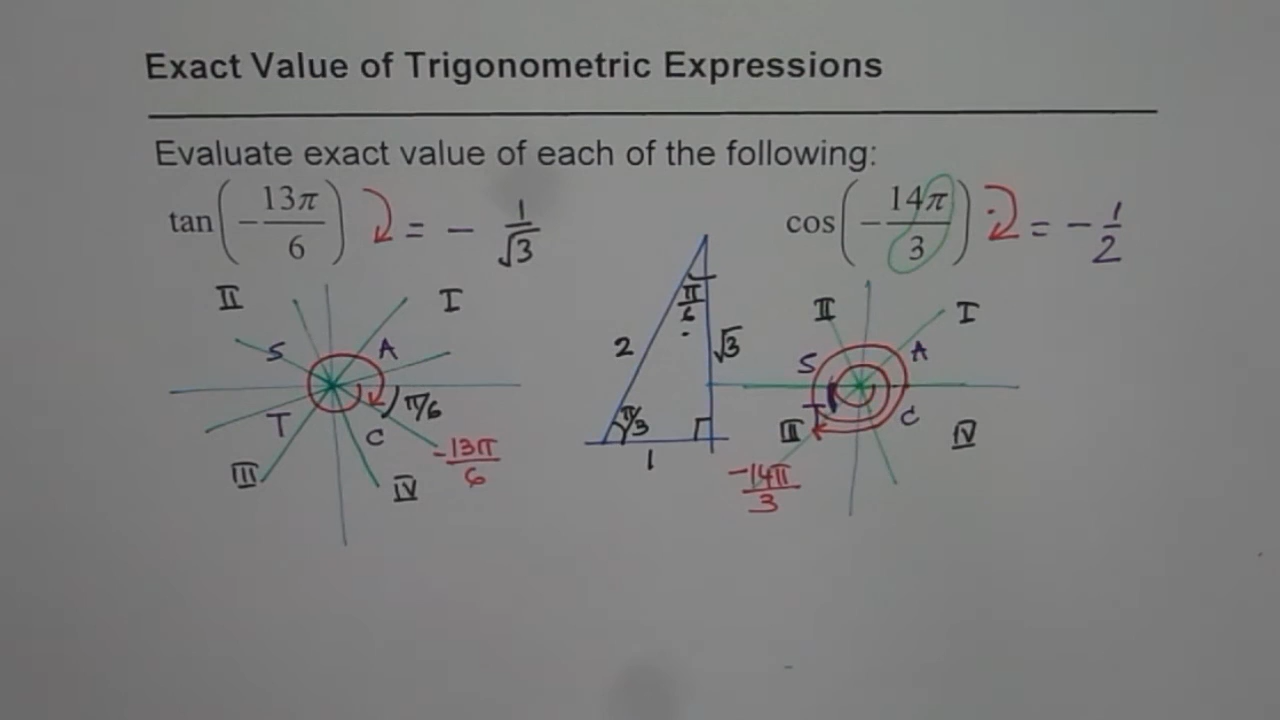 Exact Value of Trigonometric Expressions
Evaluate exact value of each of the following:
tan(-13π/6) = - 1/√3
cos(-14π/3) = - 1/2
II
I
S
A
T
C
π/6
-13π/6
III
IV
π/6
2
√3
π/3
1
II
I
S
A
T
C
III
IV
-14π/3